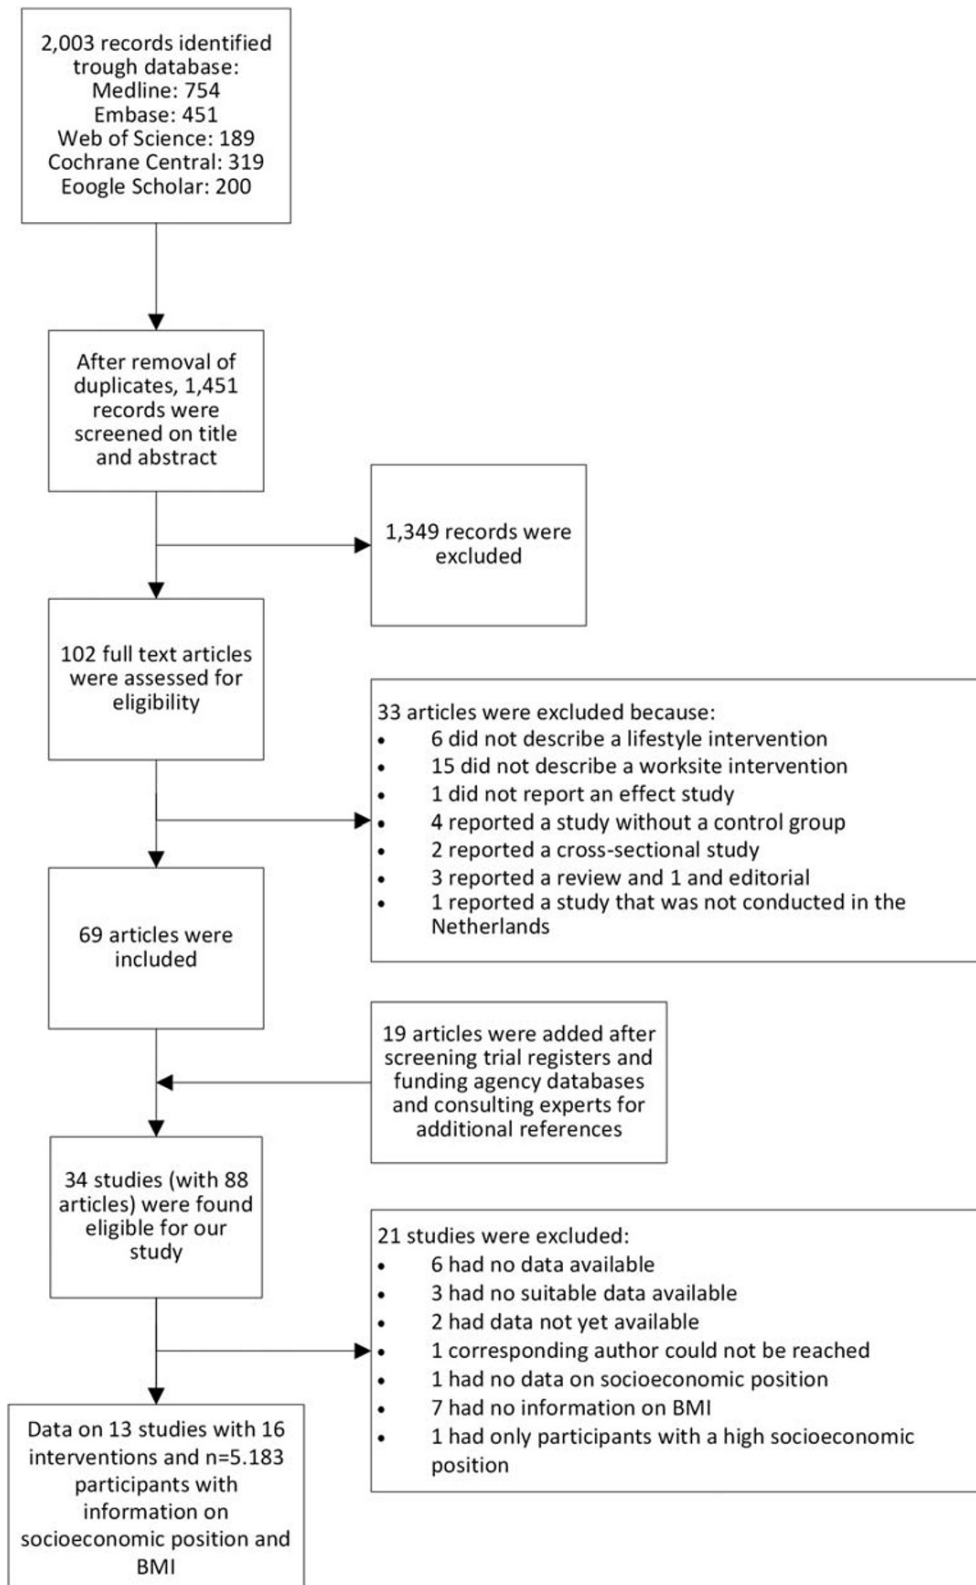 2,003 records identified
trough database:
Medline: 754
Embase: 451
Web of Science: 189
Cochrane Central: 319
Eoogle Scholar: 200
After removal of
duplicates, 1,451
records were
screened on title
and abstract
1,349 records were
excluded
102 full text articles
were assessed for
eligibility
33 articles were excluded because:
• 6 did not describe a lifestyle intervention
• 15 did not describe a worksite intervention
• 1 did not report an effect study
• 4 reported a study without a control group
• 2 reported a cross-sectional study
• 3 reported a review and 1 and editorial
• 1 reported a study that was not conducted in the
Netherlands
69 articles were
included
19 articles were added after
screening trial registers and
funding agency databases
and consulting experts for
additional references
34 studies (with 88
articles) were found
eligible for our
study
21 studies were excluded:
• 6 had no data available
• 3 had no suitable data available
• 2 had data not yet available
• 1 corresponding author could not be reached
• 1 had no data on socioeconomic position
• 7 had no information on BMI
• 1 had only participants with a high socioeconomic
position
Data on 13 studies with 16
interventions and n=5.183
participants with
information on
socioeconomic position and
BMI